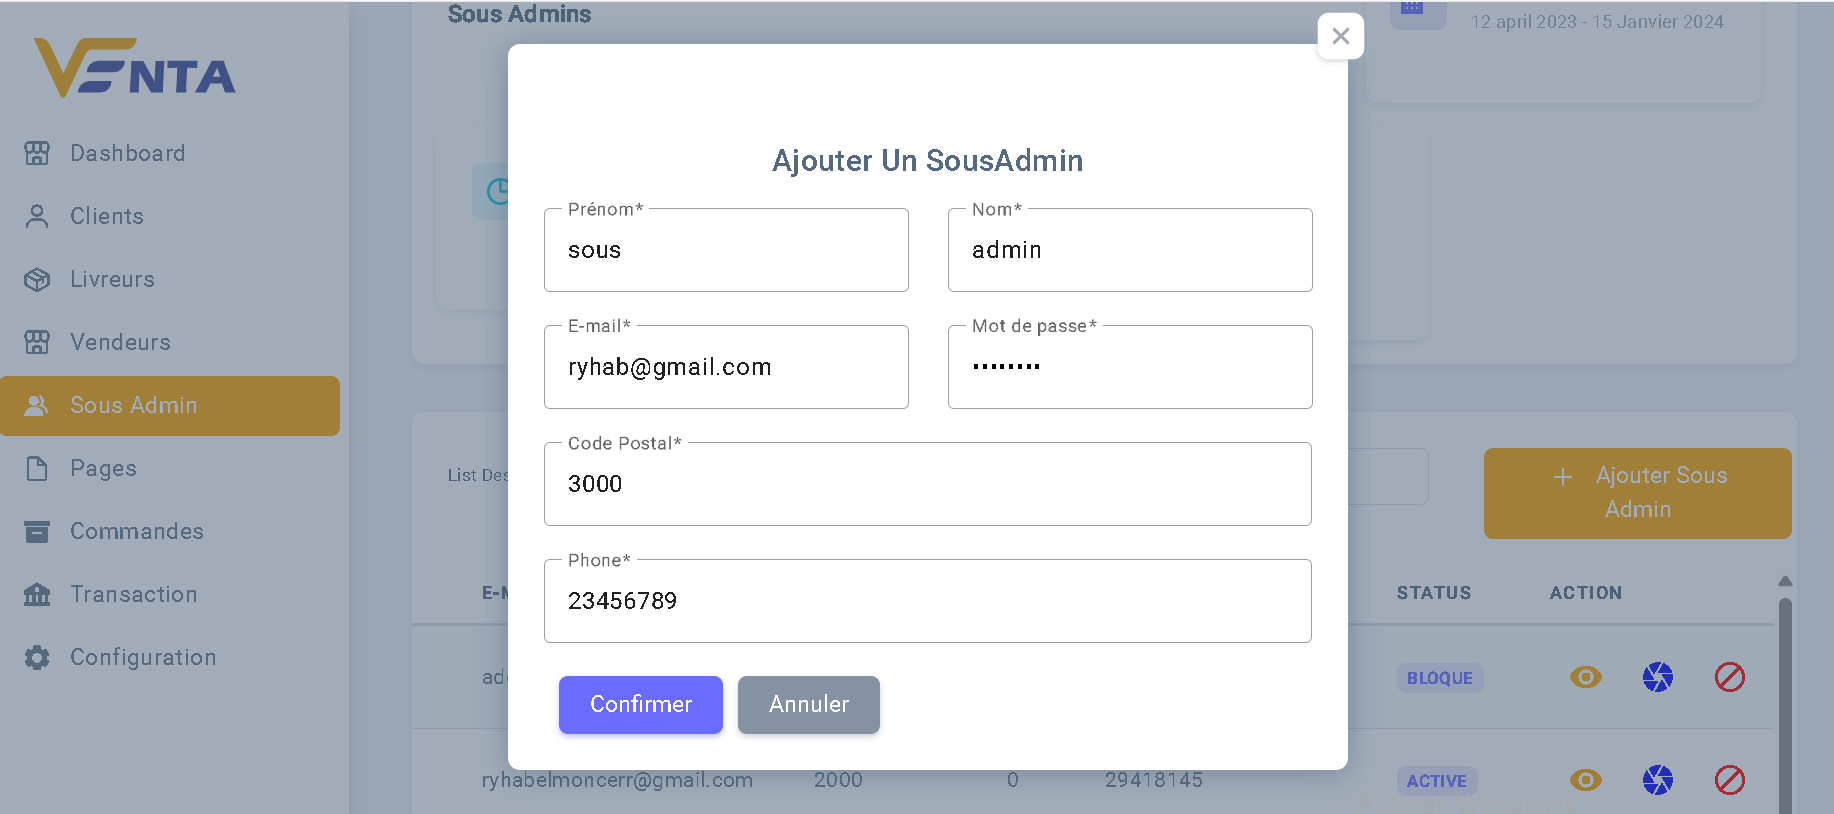 Sous Admins
12 april 2023 - 15 Janvier 2024
VENTA
Dashboard
Clients
Livreurs
Vendeurs
Sous Admin
Pages
Commandes
Transaction
Configuration
Ajouter Un SousAdmin
Prénom*
sous
Nom*
admin
E-mail*
ryhab@gmail.com
Mot de passe*
••••••••
Code Postal*
3000
Phone*
23456789
Confirmer
Annuler
List
+ Ajouter Sous
Admin
STATUS
ACTION
BLOQUE
ryhabelmoncerr@gmail.com
2000
0
29418145
ACTIVE